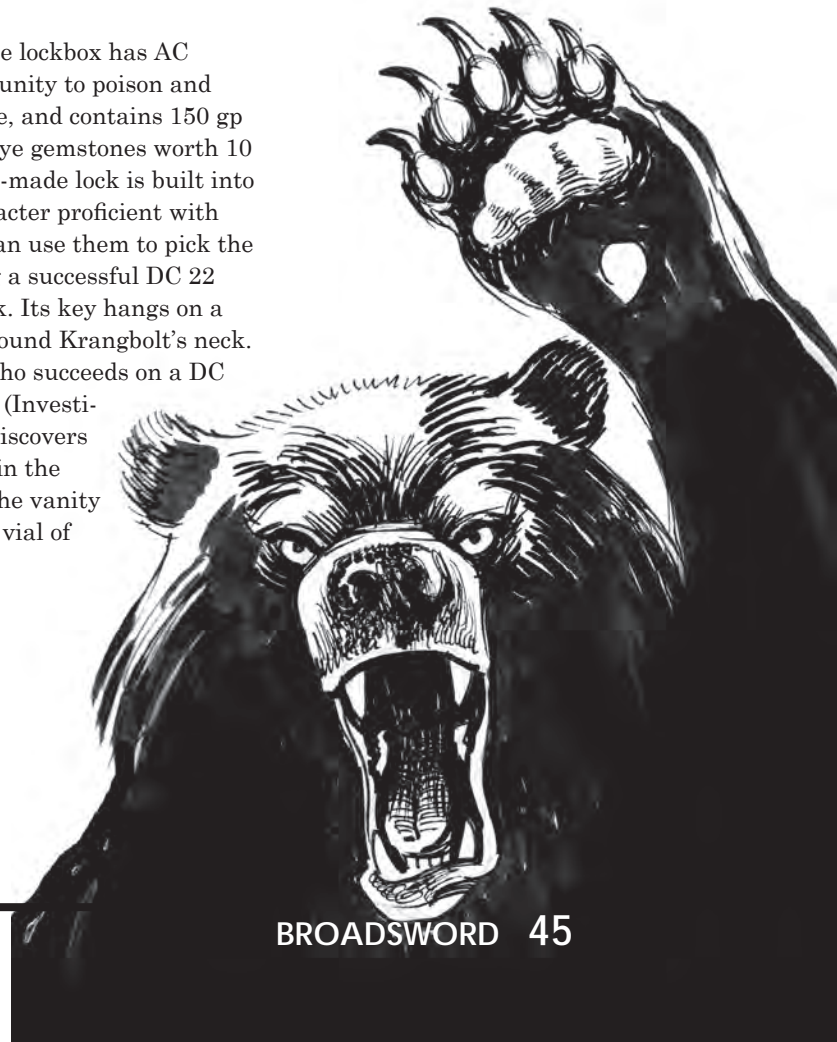 e lockbox has AC
unity to poison and
e, and contains 150 gp
ye gemstones worth 10
-made lock is built into
acter proficient with
an use them to pick the
a successful DC 22
k. Its key hangs on a
ound Krangbolt's neck.
ho succeeds on a DC
(Investi-
iscovers
in the
he vanity
vial of
BROADSWORD 45